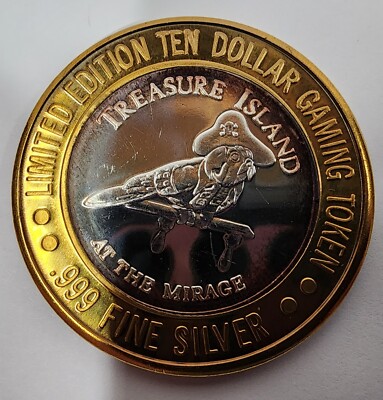 LIMITED EDITION TEN DOLLAR GAMING TOKEN
.999 FINE SILVER
TREASURE ISLAND
AT THE MIRAGE